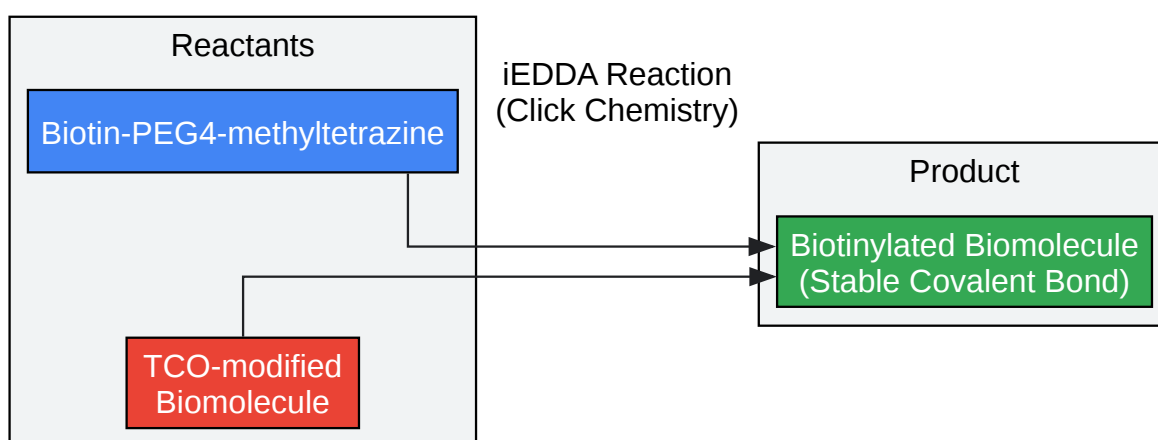 Reactants
Biotin-PEG4-methyltetrazine
TCO-modified
Biomolecule
iEDDA Reaction
(Click Chemistry)
Product
Biotinylated Biomolecule
(Stable Covalent Bond)